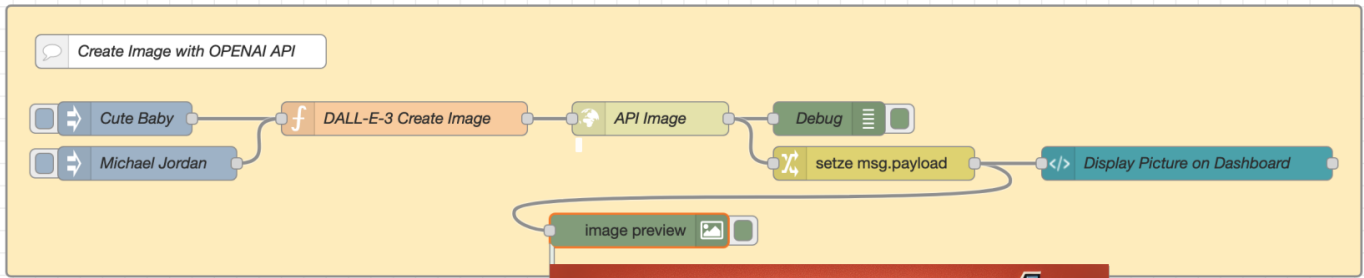 Create Image with OPENAI API
Cute Baby
DALL-E-3 Create Image
API Image
Debug
Michael Jordan
setze msg.payload
Display Picture on Dashboard
image preview